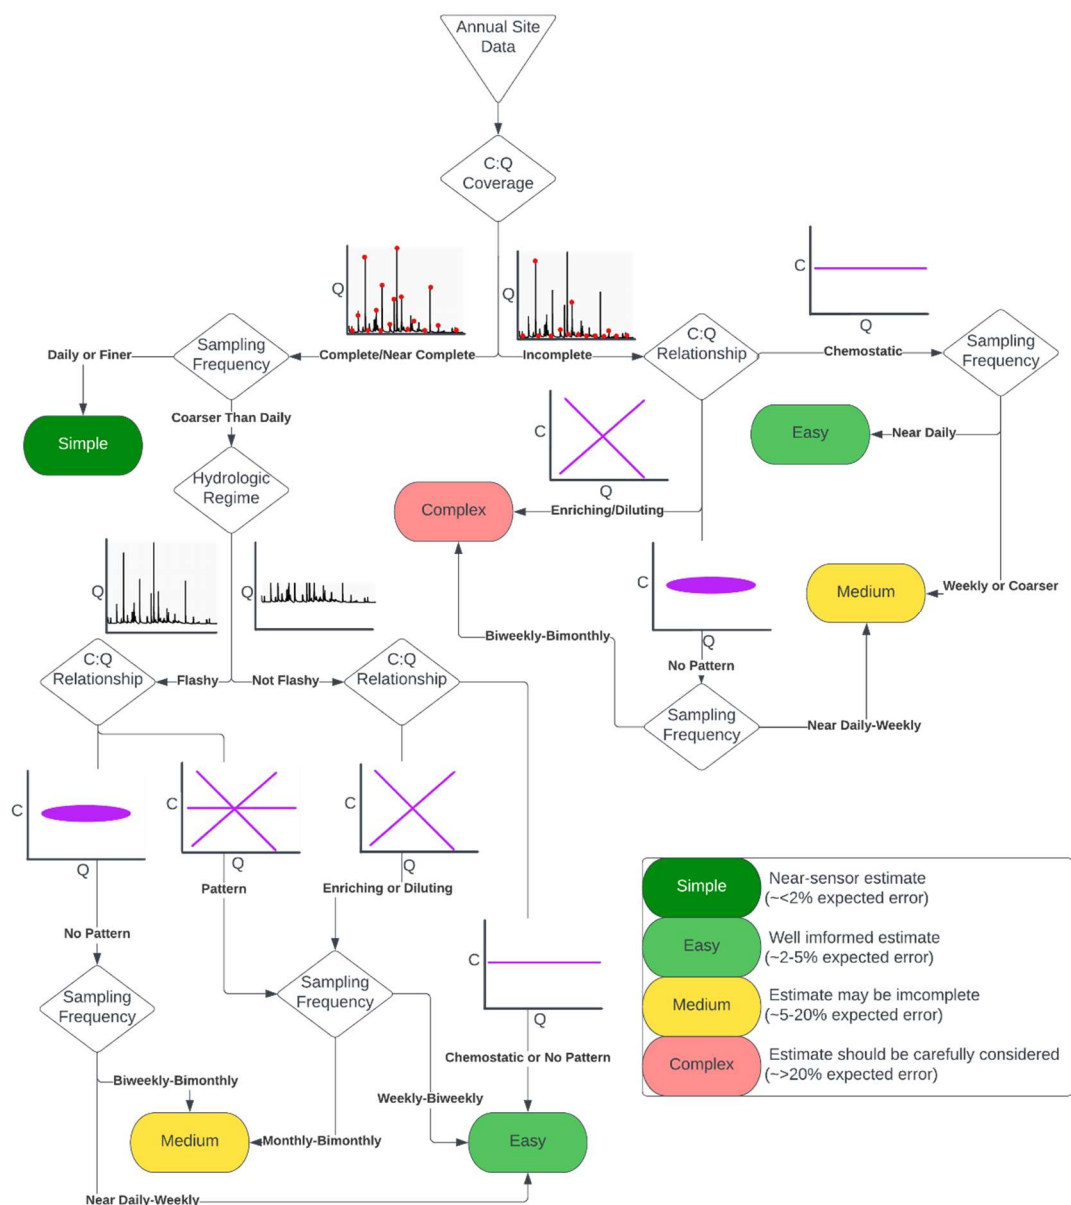 Annual Site
Data
C:Q
Coverage
Q
Q
C
Q
Daily or Finer
Sampling
Frequency
Complete/Near Complete
Incomplete
C:Q
Relationship
Chemostatic
Sampling
Frequency
Simple
Coarser Than Daily
C
Q
Easy
Near Daily
Hydrologic
Regime
Complex
Enriching/Diluting
Q
Q
C
Q
Medium
Weekly or Coarser
Biweekly-Bimonthly
No Pattern
C:Q
Relationship
Flashy
Not Flashy
C:Q
Relationship
Sampling
Frequency
Near Daily-Weekly
C
Q
C
Q
C
Q
Pattern
Enriching or Diluting
No Pattern
C
Q
Sampling
Frequency
Sampling
Frequency
Chemostatic or No Pattern
Biweekly-Bimonthly
Weekly-Biweekly
Medium
Monthly-Bimonthly
Easy
Near Daily-Weekly
Simple
Near-sensor estimate
(~<2% expected error)
Easy
Well imformed estimate
(~2-5% expected error)
Medium
Estimate may be imcomplete
(~5-20% expected error)
Complex
Estimate should be carefully considered
(~>20% expected error)